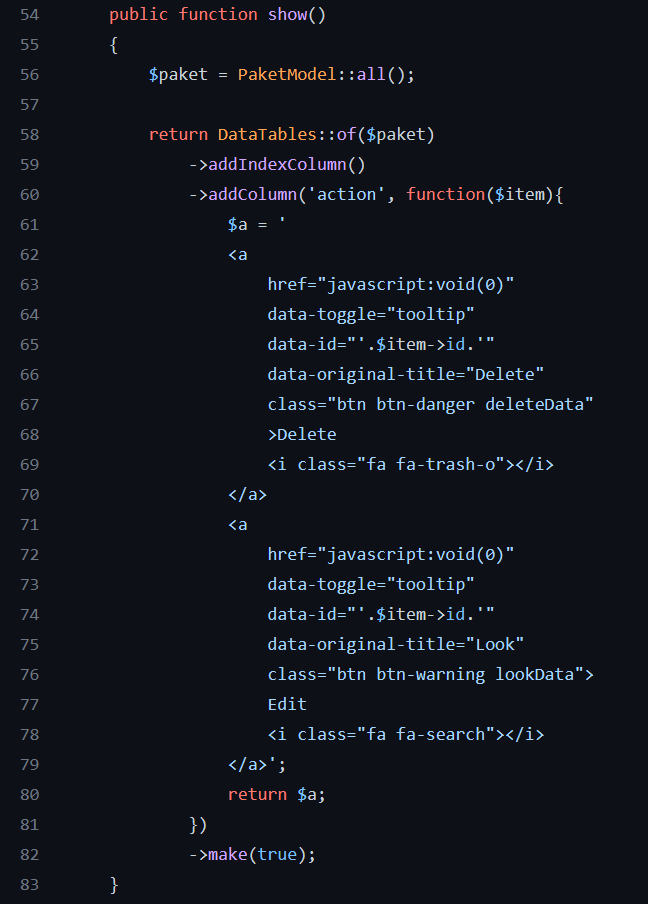 54 public function show()
55 {
56 $paket = PaketModel::all();
57
58 return DataTables::of($paket)
59 ->addIndexColumn()
60 ->addColumn('action', function($item){
61 $a = '
62 <a
63 href="javascript:void(0)"
64 data-toggle="tooltip"
65 data-id="'.$item->id.'"
66 data-original-title="Delete"
67 class="btn btn-danger deleteData"
68 >Delete
69 <i class="fa fa-trash-o"></i>
70 </a>
71 <a
72 href="javascript:void(0)"
73 data-toggle="tooltip"
74 data-id="'.$item->id.'"
75 data-original-title="Look"
76 class="btn btn-warning lookData">
77 Edit
78 <i class="fa fa-search"></i>
79 </a>';
80 return $a;
81 })
82 ->make(true);
83 }